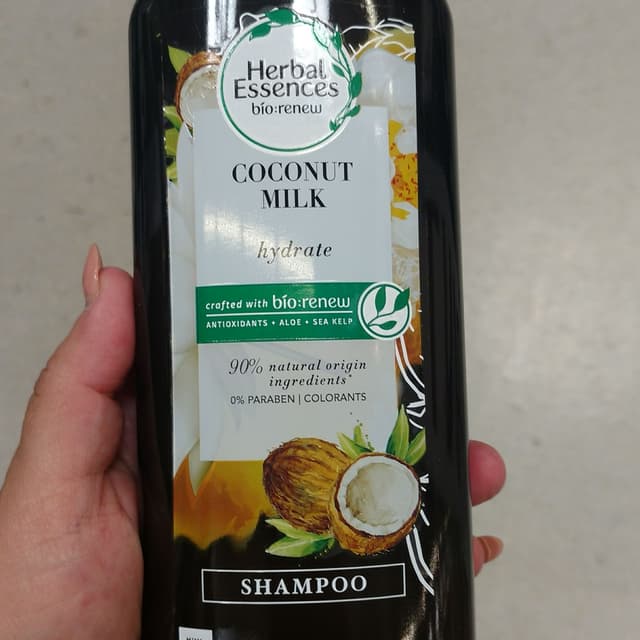 Herbal
Essences
bio:renew
COCONUT
MILK
hydrate
crafted with bio:renew
ANTIOXIDANTS + ALOE + SEA KELP
90% natural origin
ingredients*
0% PARABEN | COLORANTS
SHAMPOO